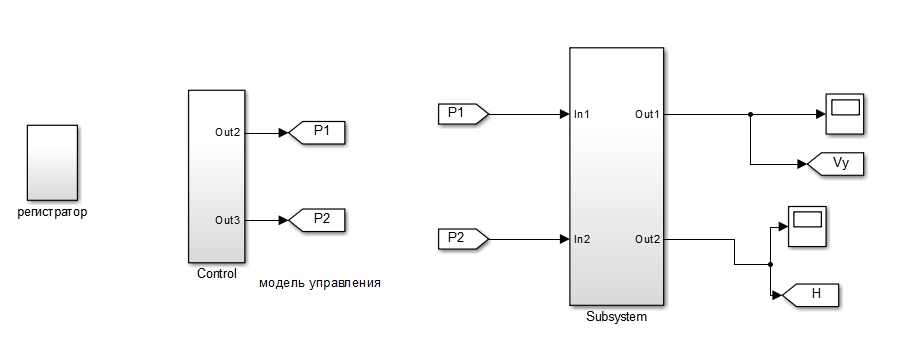 регистратор
Out2
P1
Out3
P2
Control
модель управления
P1
In1
Out1
Vy
P2
In2
Out2
H
Subsystem